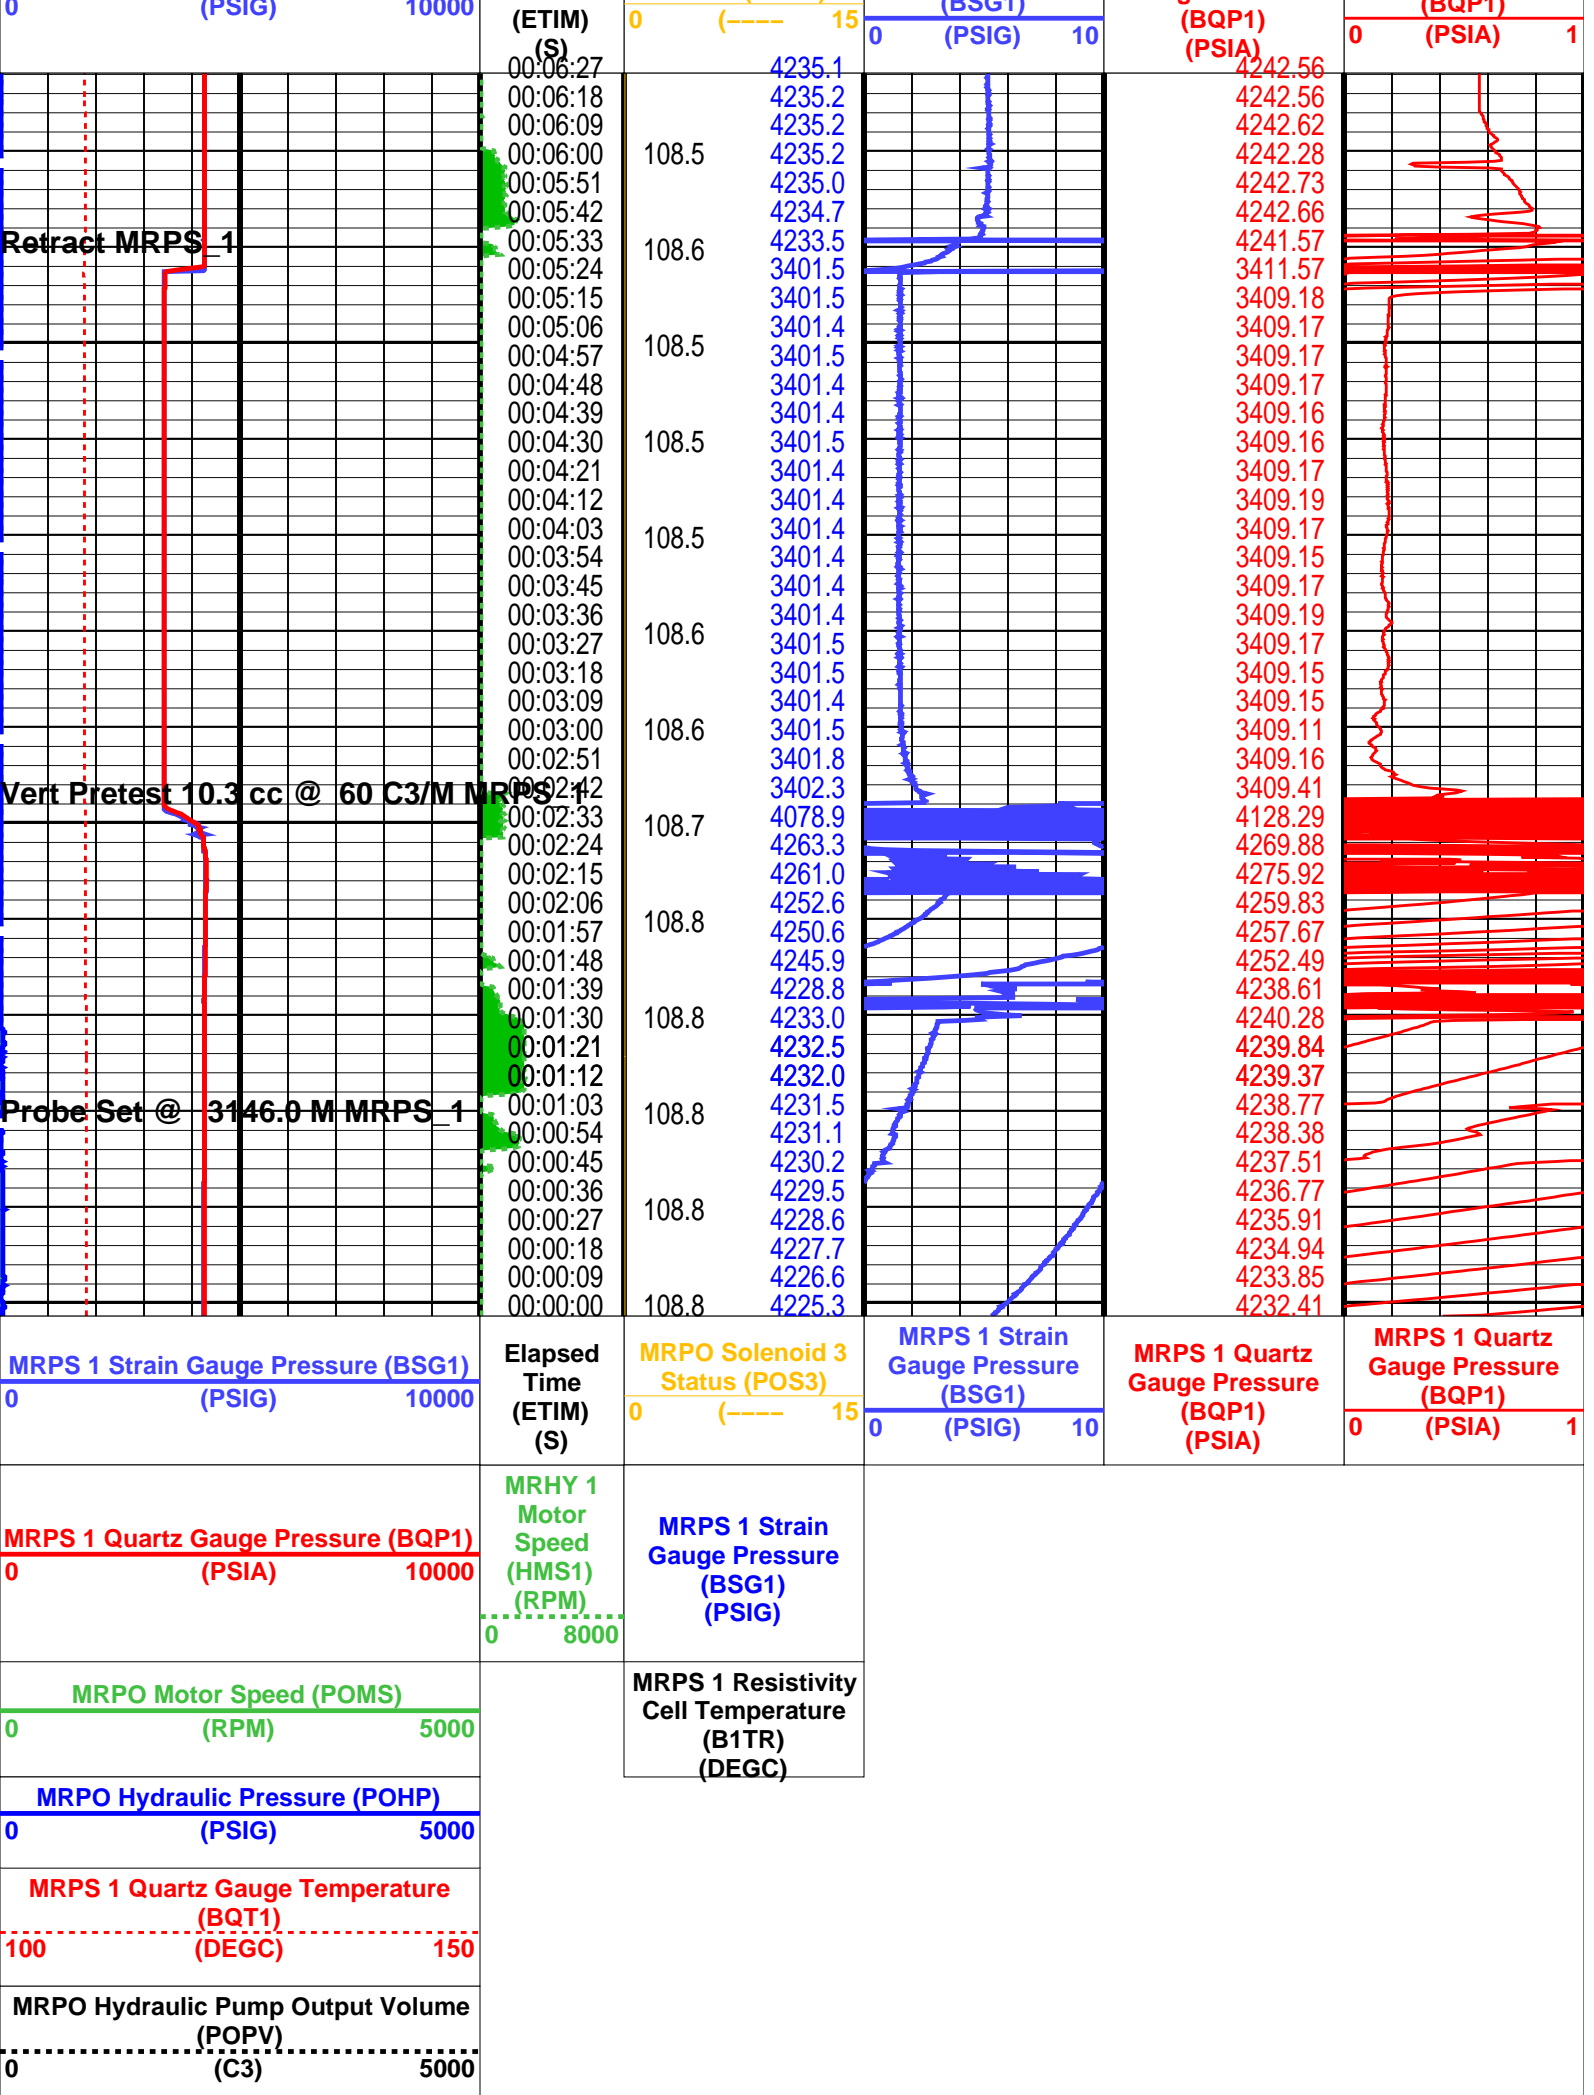 0 (PSIG) 10000
(ETIM)
(S)
0 (---- 15
(BSG1)
0 (PSIG) 10
(BQP1)
(PSIA)
(BQP1)
0 (PSIA) 1
00:06:27 4235.1 4242.56
00:06:18 4235.2 4242.56
00:06:09 4235.2 4242.62
00:06:00 108.5 4235.2 4242.28
00:05:51 4235.0 4242.73
00:05:42 4234.7 4242.66
Retract MRPS_1 00:05:33 108.6 4233.5 4241.57
00:05:24 3401.5 3411.57
00:05:15 3401.5 3409.18
00:05:06 3401.4 3409.17
00:04:57 108.5 3401.5 3409.17
00:04:48 3401.4 3409.17
00:04:39 3401.4 3409.16
00:04:30 108.5 3401.5 3409.16
00:04:21 3401.4 3409.17
00:04:12 3401.4 3409.19
00:04:03 108.5 3401.4 3409.17
00:03:54 3401.4 3409.15
00:03:45 3401.4 3409.17
00:03:36 3401.4 3409.19
00:03:27 108.6 3401.5 3409.17
00:03:18 3401.5 3409.15
00:03:09 3401.4 3409.15
00:03:00 108.6 3401.5 3409.11
00:02:51 3401.8 3409.16
Vert Pretest 10.3 cc @ 60 C3/M MRPS_1 00:02:42 3402.3 3409.41
00:02:33 108.7 4078.9 4128.29
00:02:24 4263.3 4269.88
00:02:15 4261.0 4275.92
00:02:06 108.8 4252.6 4259.83
00:01:57 4250.6 4257.67
00:01:48 4245.9 4252.49
00:01:39 4228.8 4238.61
00:01:30 108.8 4233.0 4240.28
00:01:21 4232.5 4239.84
00:01:12 4232.0 4239.37
Probe Set @ 3146.0 M MRPS_1 00:01:03 108.8 4231.5 4238.77
00:00:54 4231.1 4238.38
00:00:45 4230.2 4237.51
00:00:36 108.8 4229.5 4236.77
00:00:27 4228.6 4235.91
00:00:18 4227.7 4234.94
00:00:09 4226.6 4233.85
00:00:00 108.8 4225.3 4232.41
MRPS 1 Strain Gauge Pressure (BSG1)
0 (PSIG) 10000
Elapsed
Time
(ETIM)
(S)
MRPO Solenoid 3
Status (POS3)
0 (---- 15
MRPS 1 Strain
Gauge Pressure
(BSG1)
0 (PSIG) 10
MRPS 1 Quartz
Gauge Pressure
(BQP1)
(PSIA)
MRPS 1 Quartz
Gauge Pressure
(BQP1)
0 (PSIA) 1
MRPS 1 Quartz Gauge Pressure (BQP1)
0 (PSIA) 10000
MRHY 1
Motor
Speed
(HMS1)
(RPM)
0 8000
MRPS 1 Strain
Gauge Pressure
(BSG1)
(PSIG)
MRPO Motor Speed (POMS)
0 (RPM) 5000
MRPS 1 Resistivity
Cell Temperature
(B1TR)
(DEGC)
MRPO Hydraulic Pressure (POHP)
0 (PSIG) 5000
MRPS 1 Quartz Gauge Temperature
(BQT1)
100 (DEGC) 150
MRPO Hydraulic Pump Output Volume
(POPV)
0 (C3) 5000